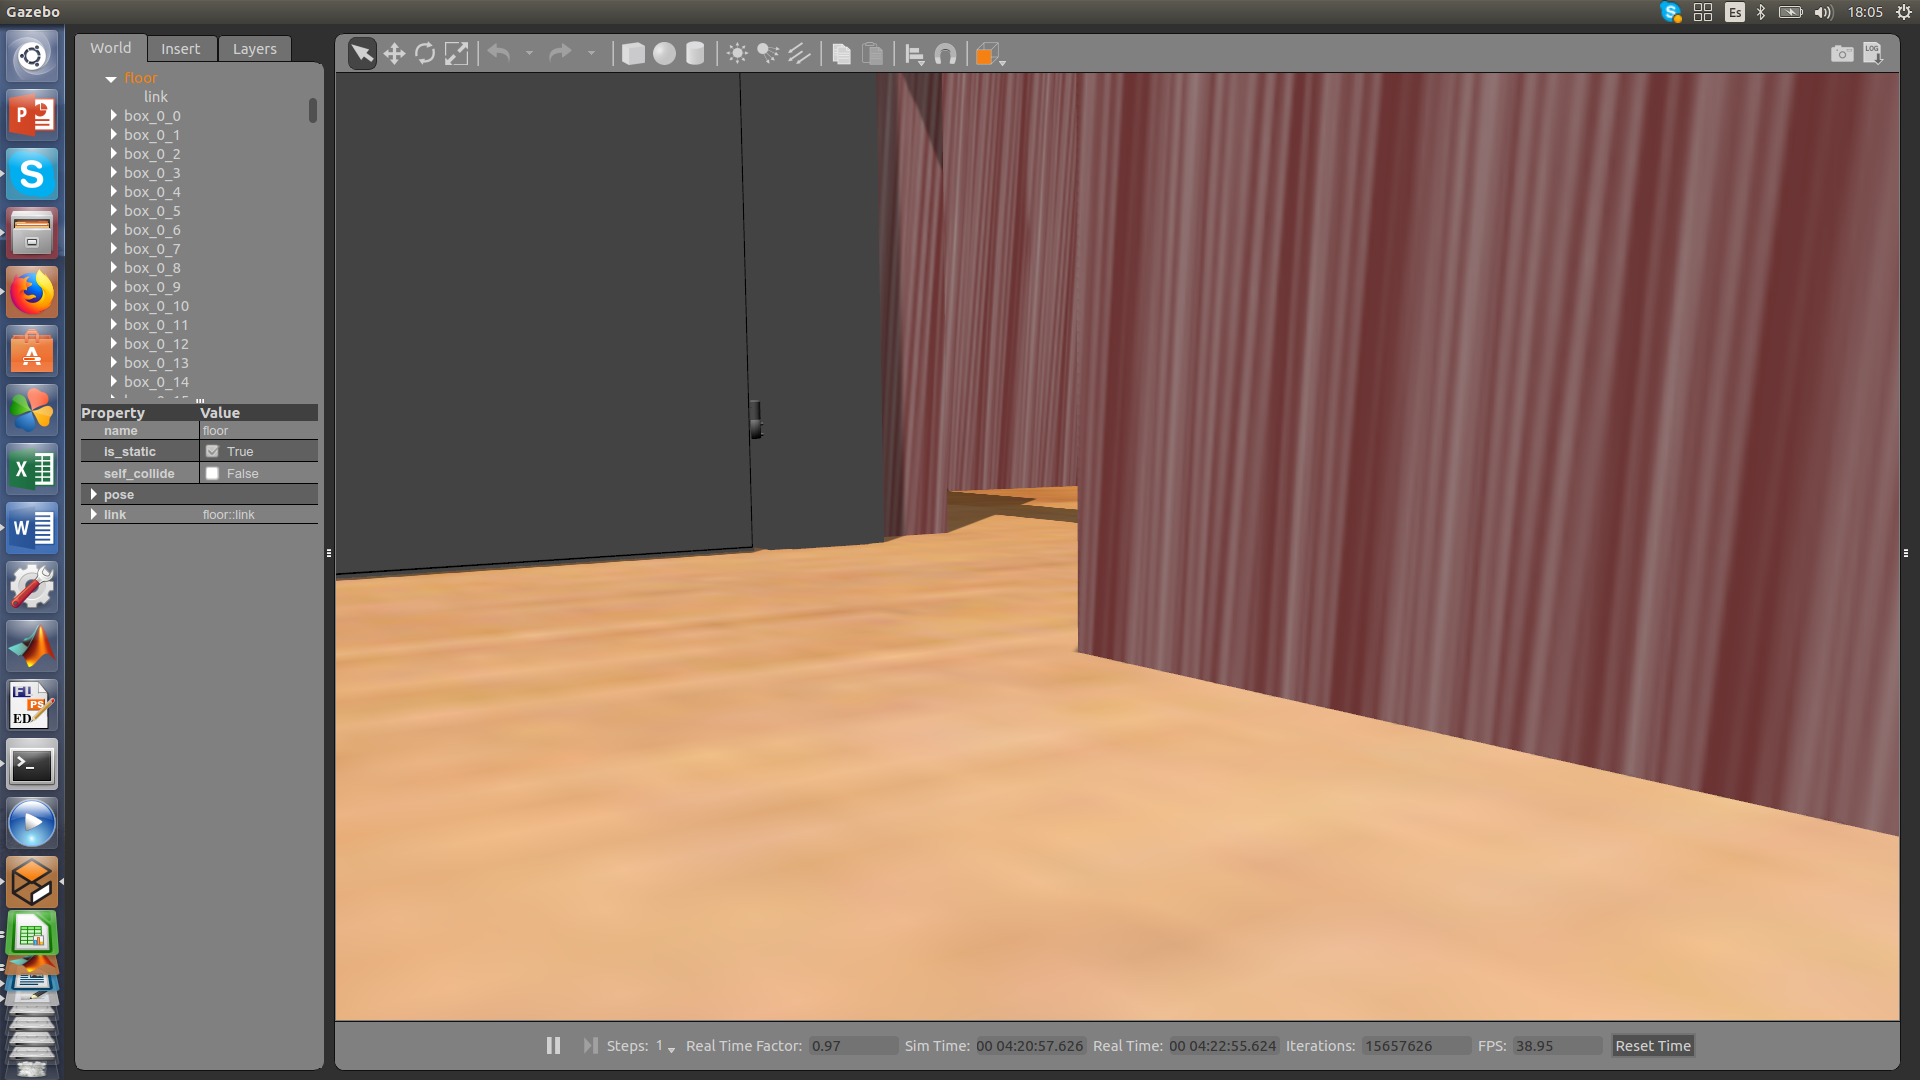 Gazebo
Es
18:05
World
Insert
Layers
LOG
floor
link
box_0_0
box_0_1
box_0_2
box_0_3
box_0_4
box_0_5
box_0_6
box_0_7
box_0_8
box_0_9
box_0_10
box_0_11
box_0_12
box_0_13
box_0_14
Property Value
name floor
is_static True
self_collide False
pose
link floor::link
Steps: 1 Real Time Factor: 0.97 Sim Time: 00 04:20:57.626 Real Time: 00 04:22:55.624 Iterations: 15657626 FPS: 38.95 Reset Time